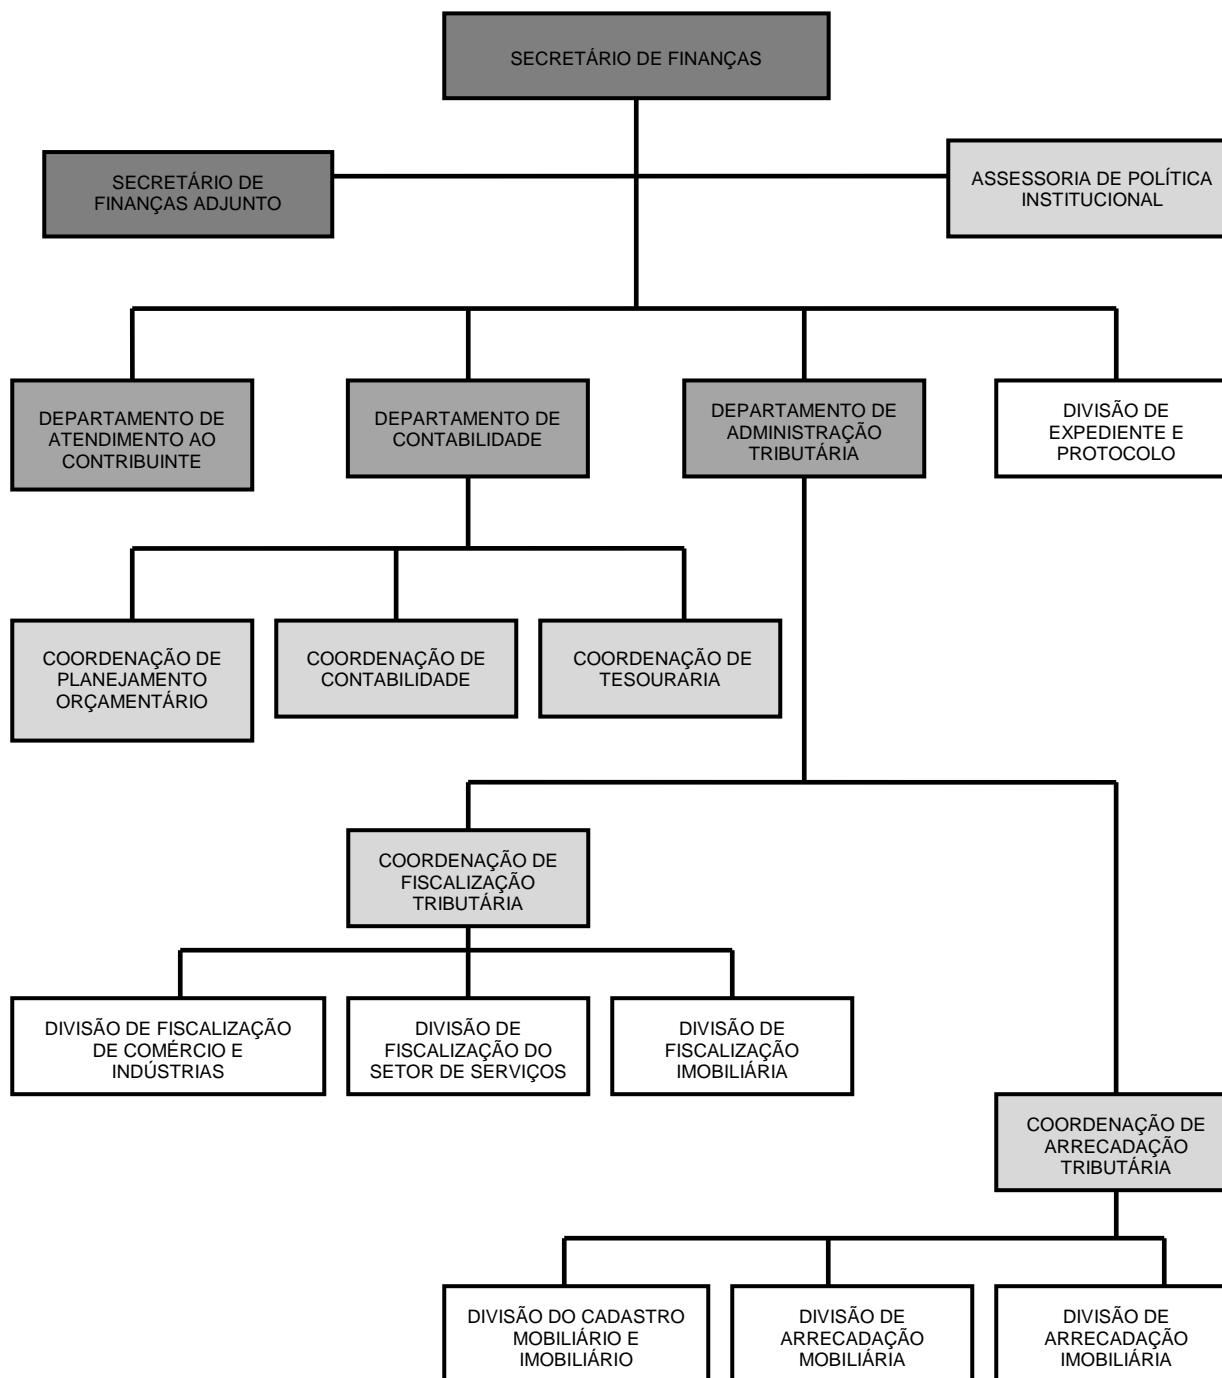 SECRETÁRIO DE FINANÇAS
SECRETÁRIO DE
FINANÇAS ADJUNTO
ASSESSORIA DE POLÍTICA
INSTITUCIONAL
DEPARTAMENTO DE
ATENDIMENTO AO
CONTRIBUINTE
DEPARTAMENTO DE
CONTABILIDADE
DEPARTAMENTO DE
ADMINISTRAÇÃO
TRIBUTÁRIA
DIVISÃO DE
EXPEDIENTE E
PROTOCOLO
COORDENAÇÃO DE
PLANEJAMENTO
ORÇAMENTÁRIO
COORDENAÇÃO DE
CONTABILIDADE
COORDENAÇÃO DE
TESOURARIA
COORDENAÇÃO DE
FISCALIZAÇÃO
TRIBUTÁRIA
DIVISÃO DE FISCALIZAÇÃO
DE COMÉRCIO E
INDÚSTRIAS
DIVISÃO DE
FISCALIZAÇÃO DO
SETOR DE SERVIÇOS
DIVISÃO DE
FISCALIZAÇÃO
IMOBILIÁRIA
COORDENAÇÃO DE
ARRECADAÇÃO
TRIBUTÁRIA
DIVISÃO DO CADASTRO
MOBILIÁRIO E
IMOBILIÁRIO
DIVISÃO DE
ARRECADAÇÃO
MOBILIÁRIA
DIVISÃO DE
ARRECADAÇÃO
IMOBILIÁRIA